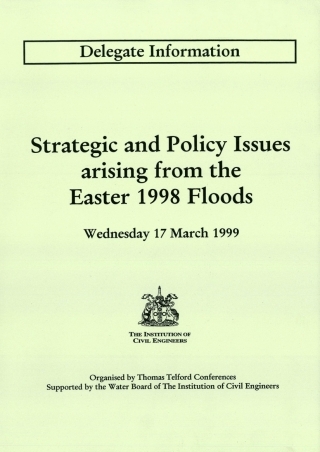 Delegate Information
Strategic and Policy Issues
arising from the
Easter 1998 Floods
Wednesday 17 March 1999
THE INSTITUTION OF
CIVIL ENGINEERS
Organised by Thomas Telford Conferences
Supported by the Water Board of The Institution of Civil Engineers